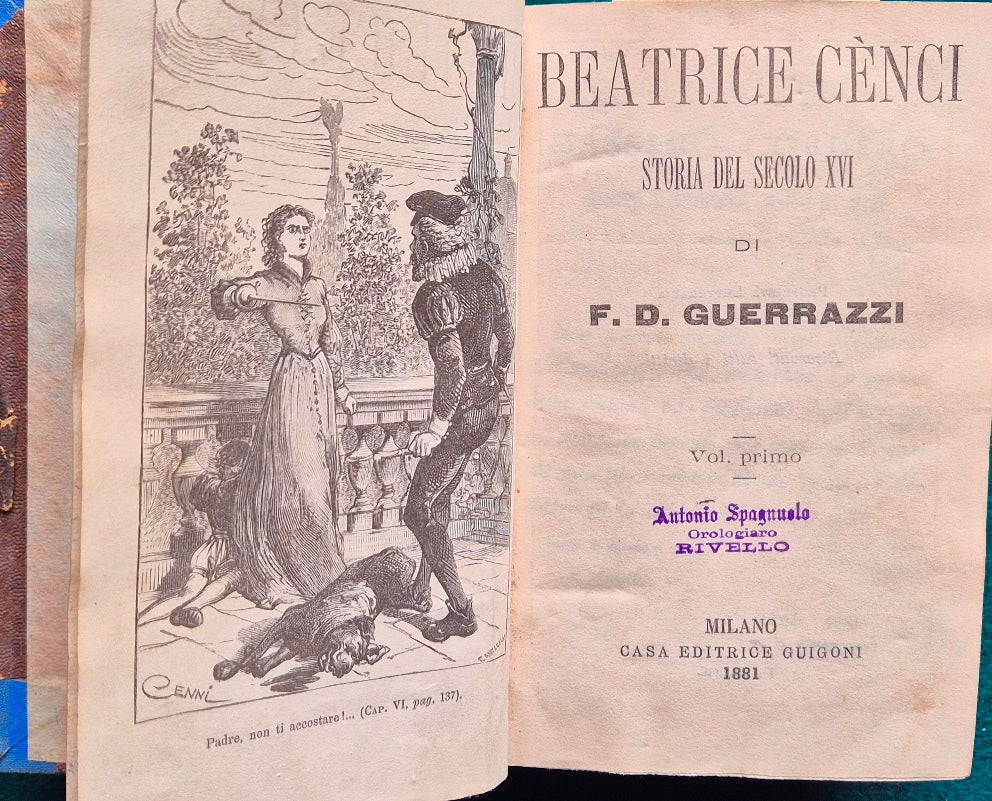 CENNI
Padre, non ti accostare!... (CAP. VI, pag. 137).
BEATRICE CÈNCI
STORIA DEL SECOLO XVI
DI
F. D. GUERRAZZI
Vol. primo
Antonio Spagnuolo
Orologiaro
RIVELLO
MILANO
CASA EDITRICE GUIGONI
1881